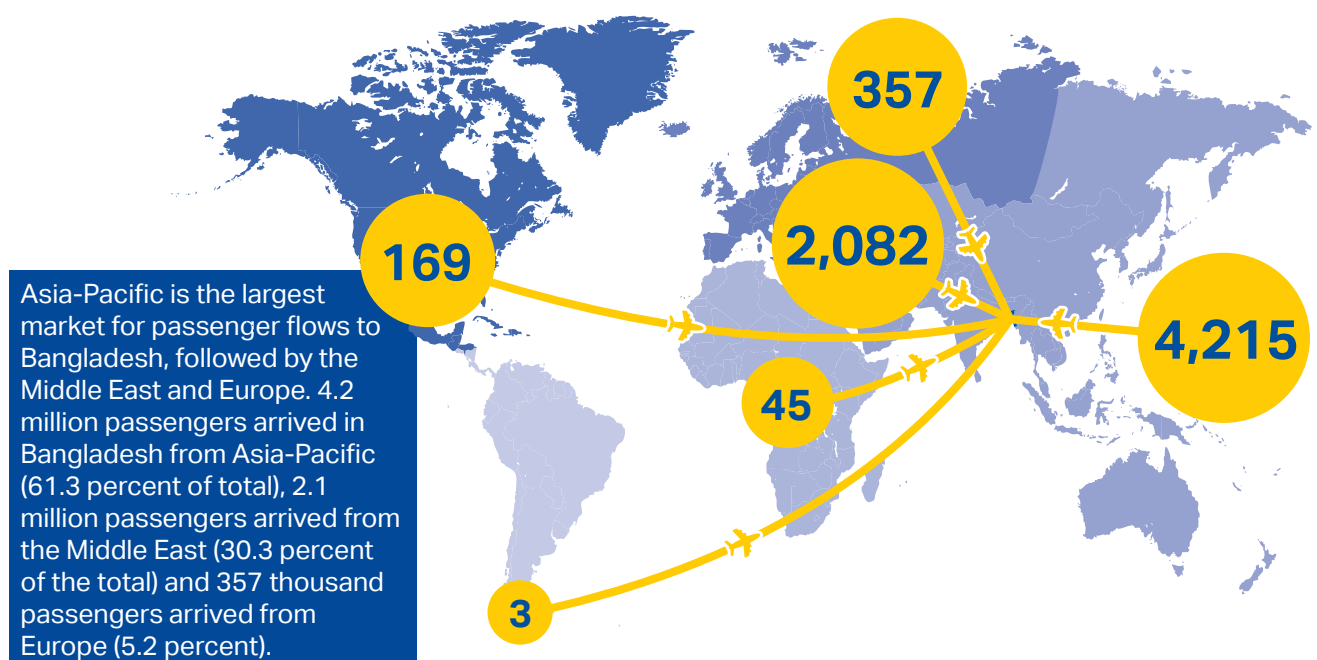 357
2,082
169
4,215
45
3
Asia-Pacific is the largest
market for passenger flows to
Bangladesh, followed by the
Middle East and Europe. 4.2
million passengers arrived in
Bangladesh from Asia-Pacific
(61.3 percent of total), 2.1
million passengers arrived from
the Middle East (30.3 percent
of the total) and 357 thousand
passengers arrived from
Europe (5.2 percent).